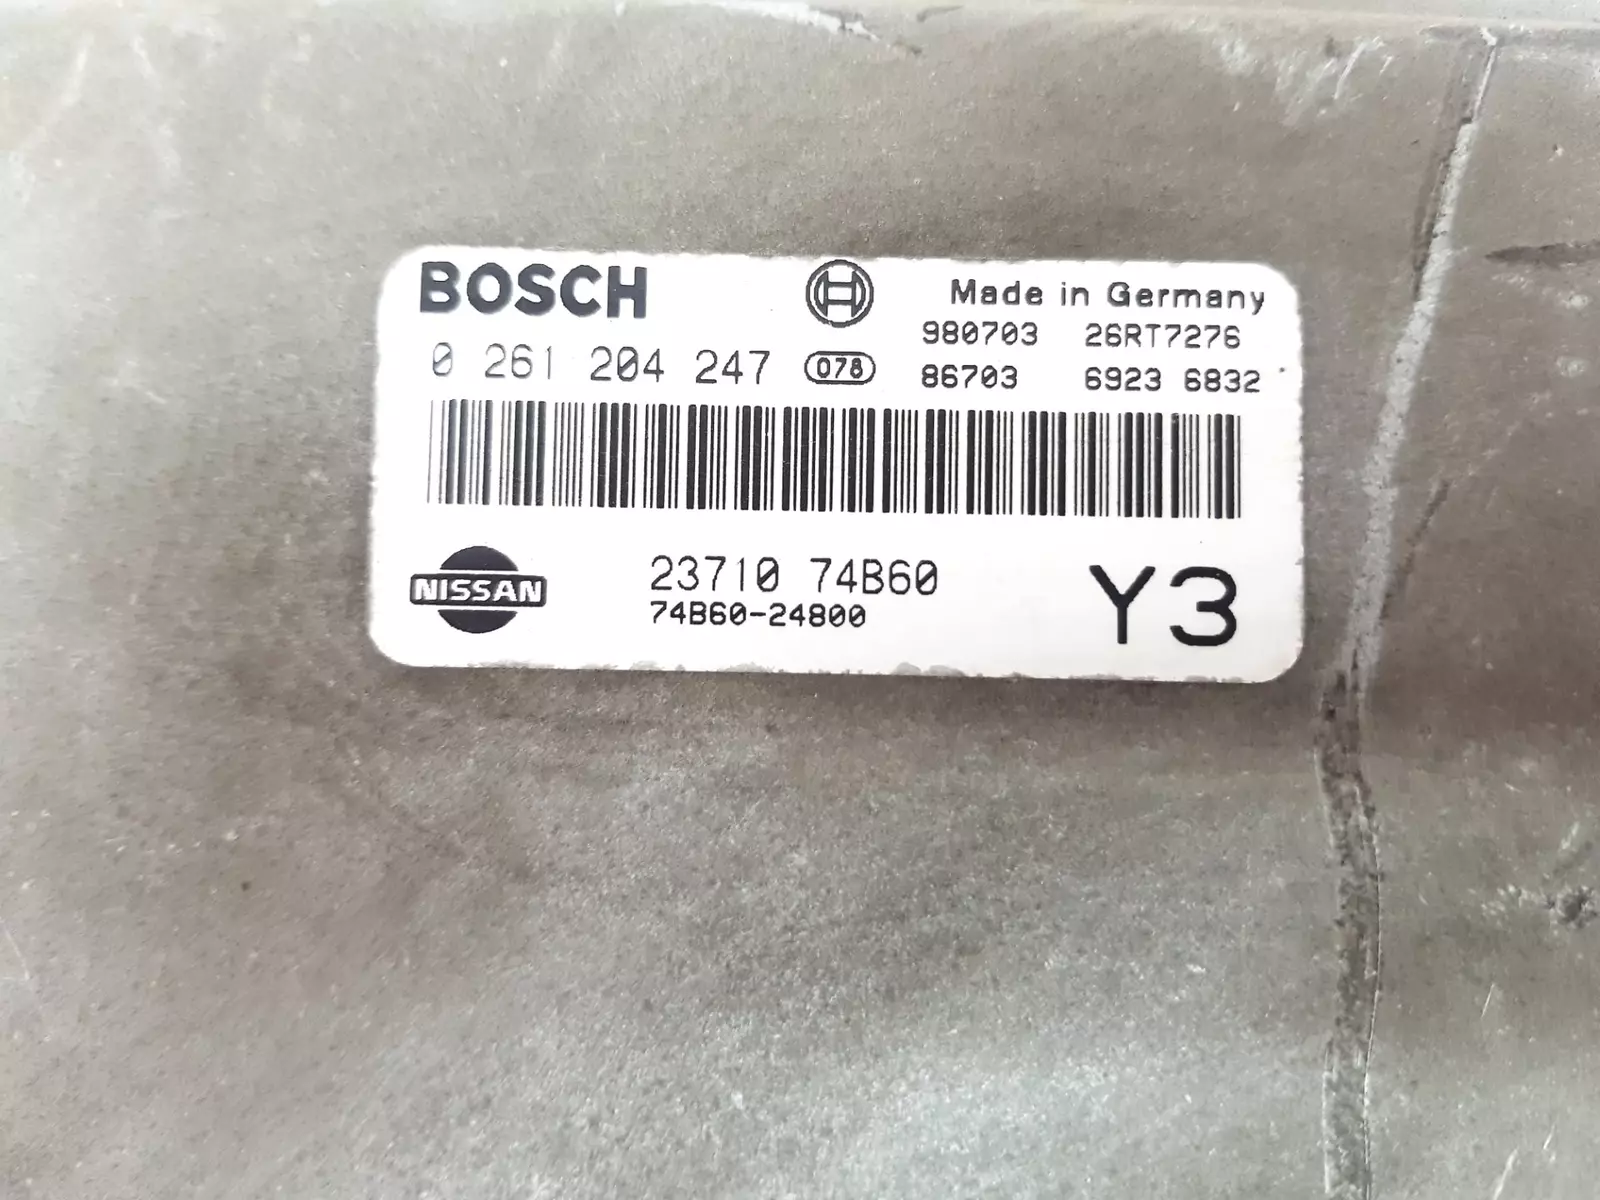 BOSCH
Made in Germany
980703 26RT7276
0 261 204 247 078
86703 6923 6832
NISSAN
23710 74B60
74B60-24800
Y3